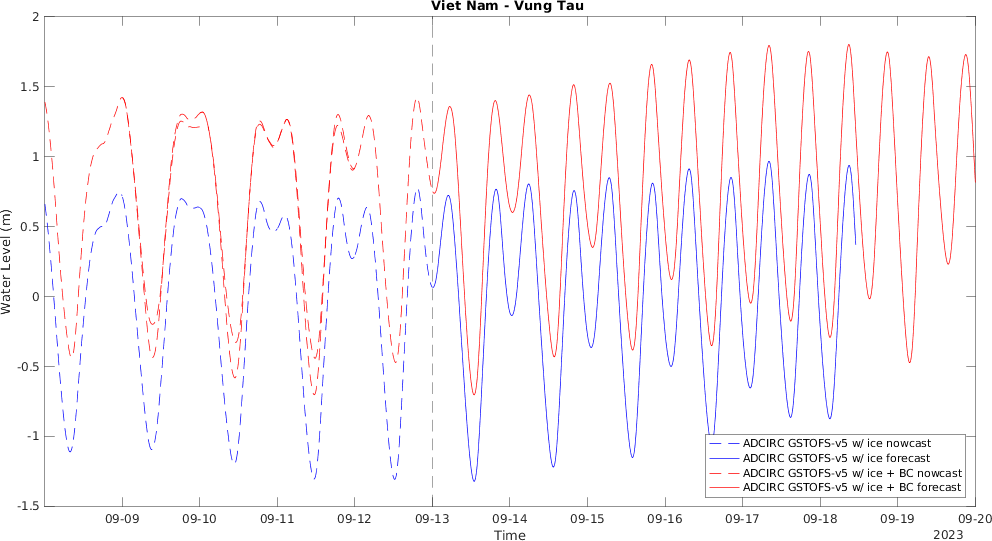 Viet Nam - Vung Tau
Water Level (m)
2
1.5
1
0.5
0
-0.5
-1
-1.5
ADCIRC GSTOFS-v5 w/ ice nowcast
ADCIRC GSTOFS-v5 w/ ice forecast
ADCIRC GSTOFS-v5 w/ ice + BC nowcast
ADCIRC GSTOFS-v5 w/ ice + BC forecast
09-09 09-10 09-11 09-12 09-13 09-14 09-15 09-16 09-17 09-18 09-19 09-20
Time
2023